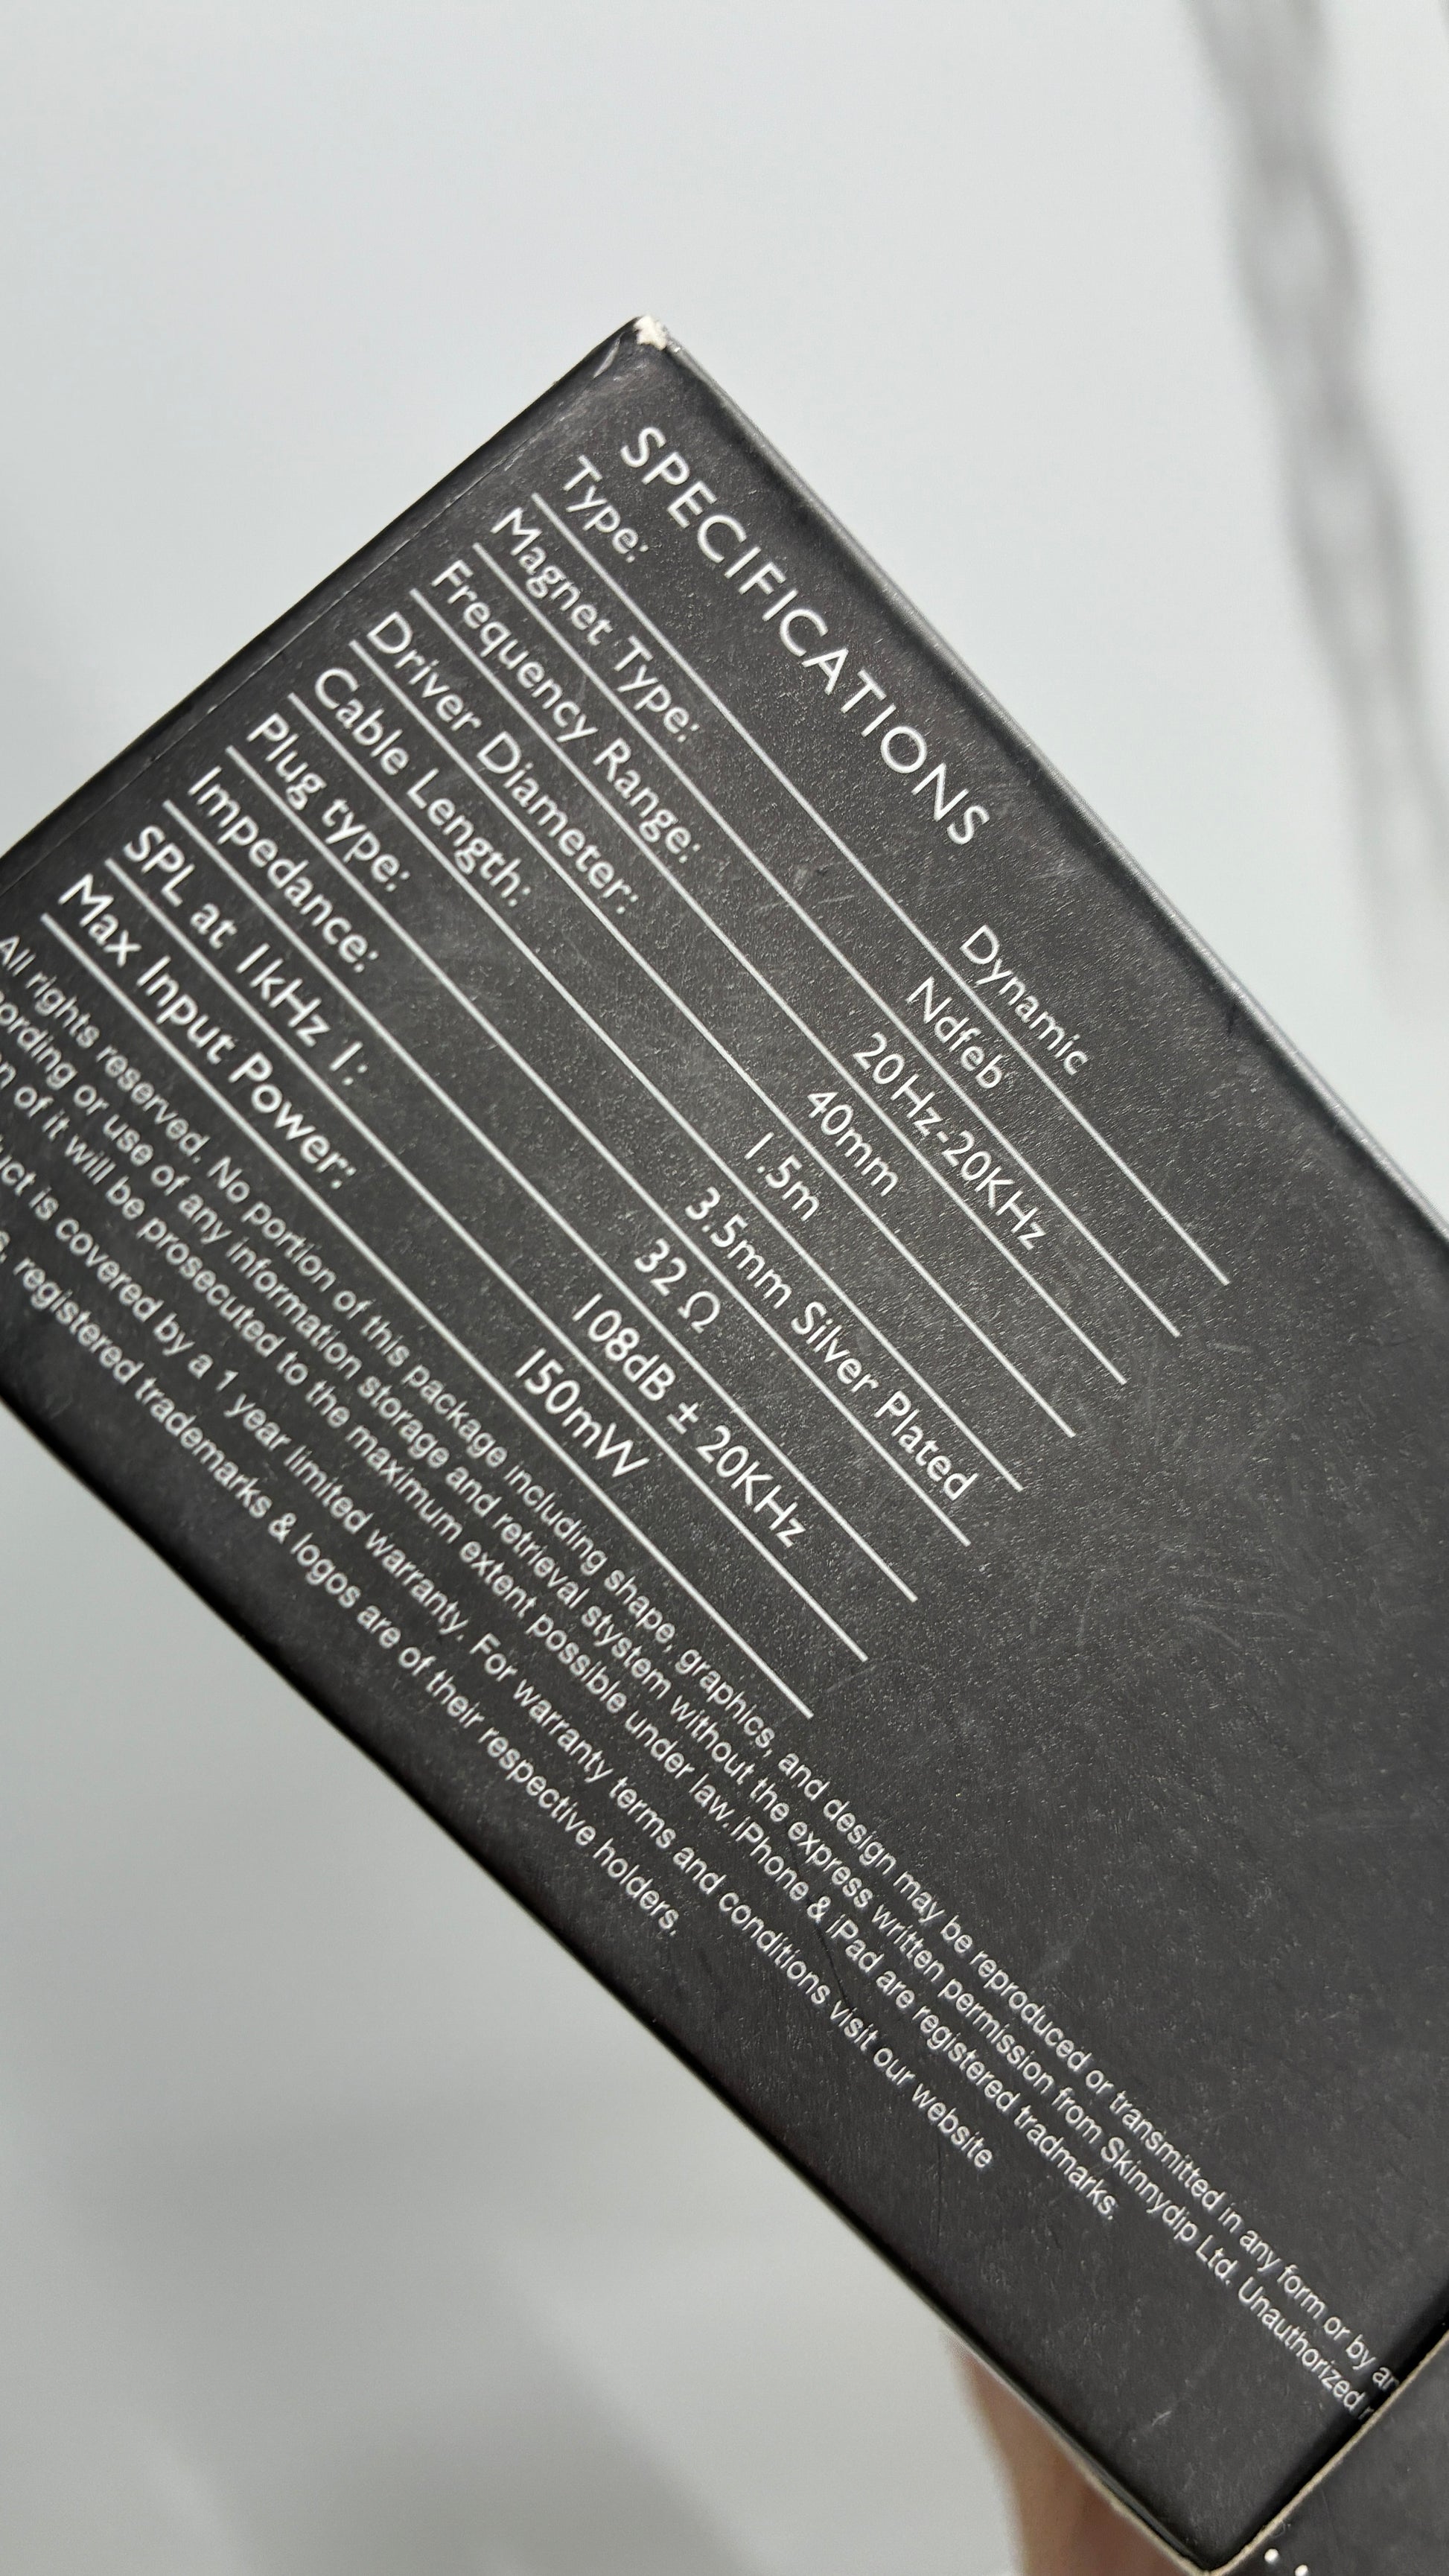 SPECIFICATIONS
Type: Dynamic
Magnet Type: Ndfeb
Frequency Range: 20Hz-20KHz
Driver Diameter: 40mm
Cable Length: 1.5m
Plug type: 3.5mm Silver Plated
Impedance: 32 Ω
SPL at 1kHz 1: 108dB ± 20KHz
Max Input Power: 150mW
All rights reserved. No portion of this package including shape, graphics, and design may be reproduced or transmitted in any form or by
or use of any information storage and retrieval stystem without the express written permission from Skinnydip Ltd. Unauthorized
of it will be prosecuted to the maximum extent possible under law. iPhone & iPad are registered tradmarks.
is covered by a 1 year limited warranty. For warranty terms and conditions visit our website
registered trademarks & logos are of their respective holders.